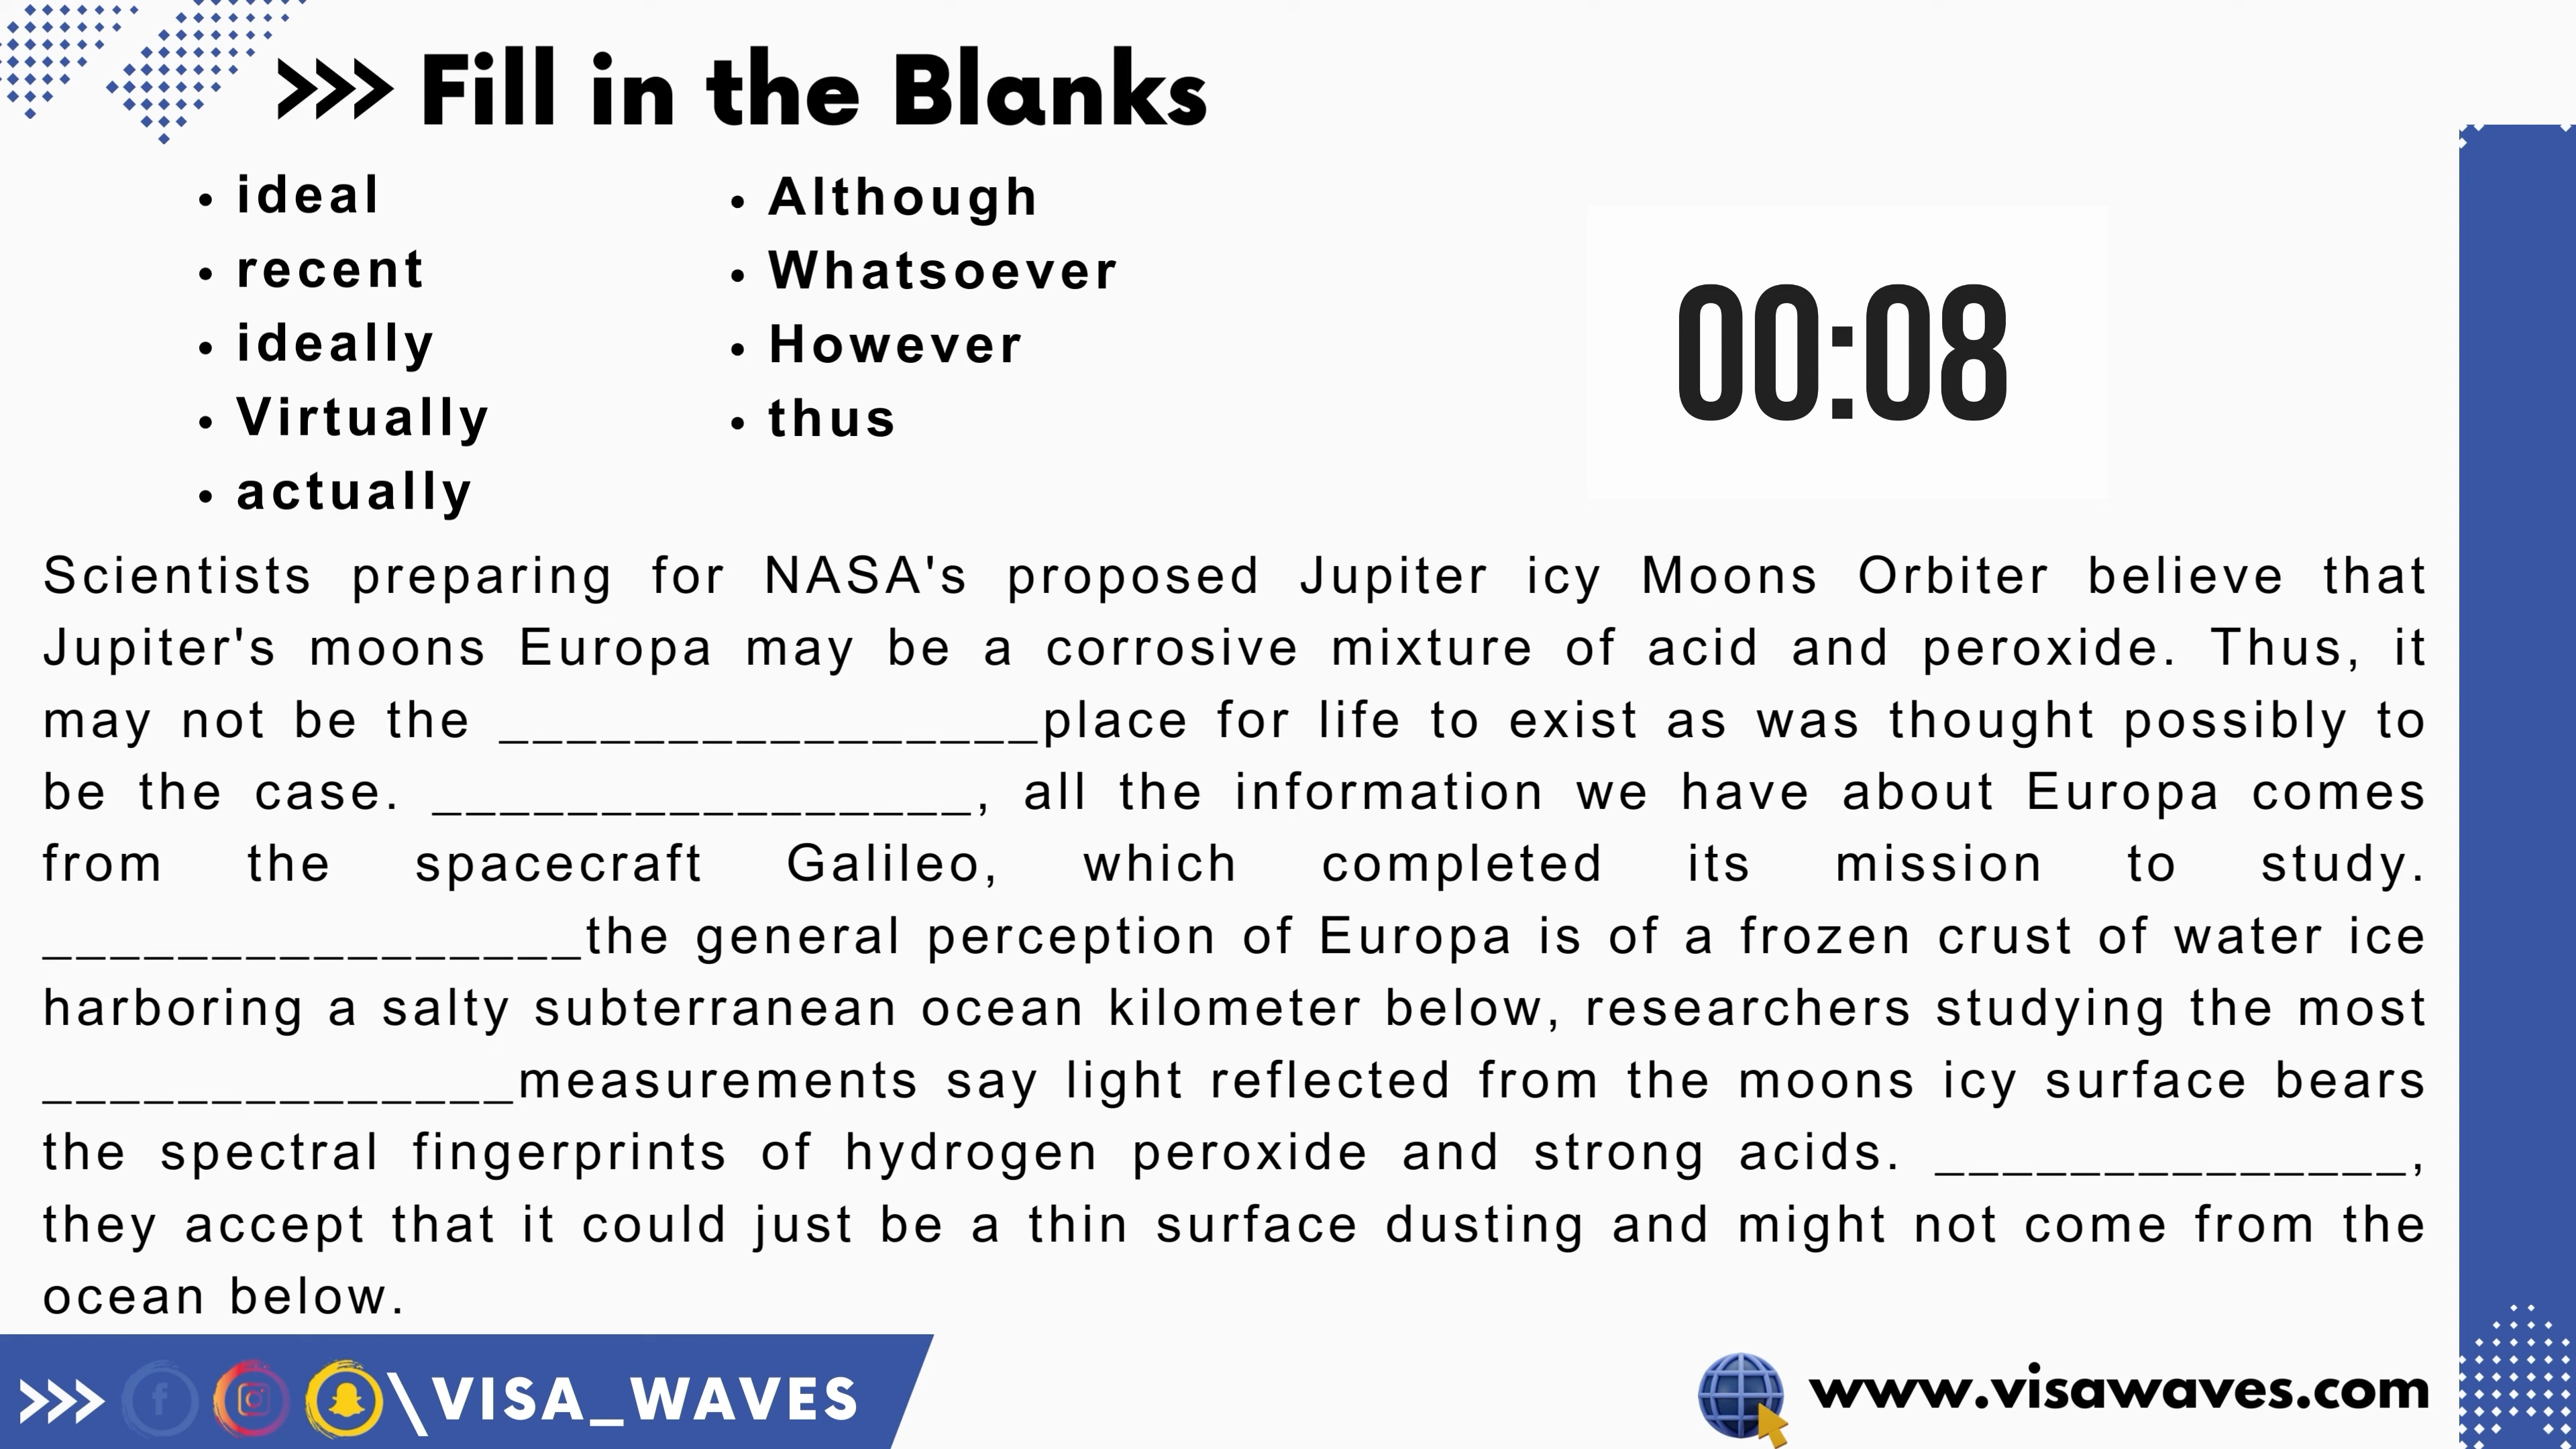 >>> Fill in the Blanks
• ideal
• recent
• ideally
• Virtually
• actually
• Although
• Whatsoever
• However
• thus
00:08
Scientists preparing for NASA's proposed Jupiter icy Moons Orbiter believe that
Jupiter's moons Europa may be a corrosive mixture of acid and peroxide. Thus, it
may not be the ________________place for life to exist as was thought possibly to
be the case. ________________, all the information we have about Europa comes
from the spacecraft Galileo, which completed its mission to study.
________________the general perception of Europa is of a frozen crust of water ice
harboring a salty subterranean ocean kilometer below, researchers studying the most
______________measurements say light reflected from the moons icy surface bears
the spectral fingerprints of hydrogen peroxide and strong acids. ______________,
they accept that it could just be a thin surface dusting and might not come from the
ocean below.
>>> \VISA_WAVES
www.visawaves.com